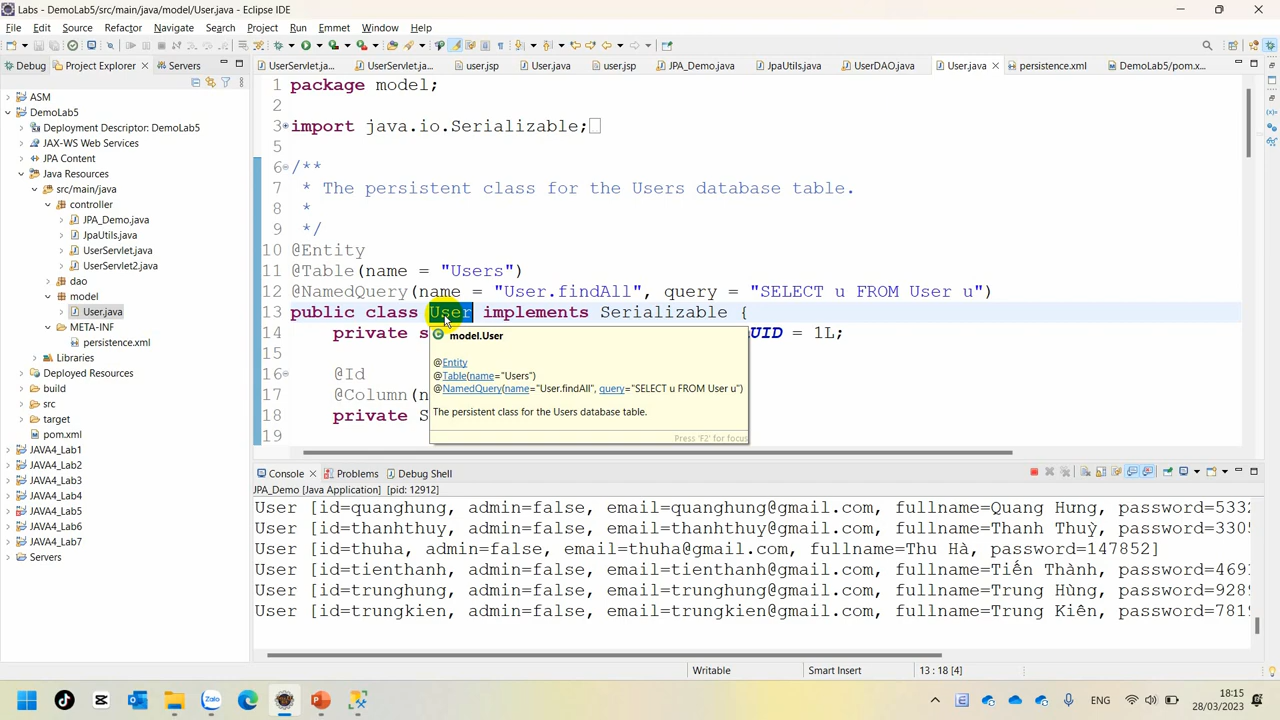 Labs - DemoLab5/src/main/java/model/User.java - Eclipse IDE
File Edit Source Refactor Navigate Search Project Run Emmet Window Help
Debug Project Explorer Servers
UserServlet.ja... UserServlet.ja... user.jsp User.java user.jsp JPA_Demo.java JpaUtils.java UserDAO.java User.java persistence.xml DemoLab5/pom.x...
ASM
DemoLab5
Deployment Descriptor: DemoLab5
JAX-WS Web Services
JPA Content
Java Resources
src/main/java
controller
JPA_Demo.java
JpaUtils.java
UserServlet.java
UserServlet2.java
dao
model
User.java
META-INF
persistence.xml
Libraries
Deployed Resources
build
src
target
pom.xml
JAVA4_Lab1
JAVA4_Lab2
JAVA4_Lab3
JAVA4_Lab4
JAVA4_Lab5
JAVA4_Lab6
JAVA4_Lab7
Servers
1 package model;
2
3 import java.io.Serializable;
5
6 /**
7 * The persistent class for the Users database table.
8 *
9 */
10 @Entity
11 @Table(name = "Users")
12 @NamedQuery(name = "User.findAll", query = "SELECT u FROM User u")
13 public class User implements Serializable {
14 private s UID = 1L;
15
16 @Id
17 @Column(n
18 private S
19
model.User
@Entity
@Table(name="Users")
@NamedQuery(name="User.findAll", query="SELECT u FROM User u")
The persistent class for the Users database table.
Press 'F2' for focus
Console Problems Debug Shell
JPA_Demo [Java Application] [pid: 12912]
User [id=quanghung, admin=false, email=quanghung@gmail.com, fullname=Quang Hưng, password=5332
User [id=thanhthuy, admin=false, email=thanhthuy@gmail.com, fullname=Thanh Thuỳ, password=3305
User [id=thuha, admin=false, email=thuha@gmail.com, fullname=Thu Hà, password=147852]
User [id=tienthanh, admin=false, email=tienthanh@gmail.com, fullname=Tiến Thành, password=4691
User [id=trunghung, admin=false, email=trunghung@gmail.com, fullname=Trung Hùng, password=9289
User [id=trungkien, admin=false, email=trungkien@gmail.com, fullname=Trung Kiên, password=7819
Writable Smart Insert 13 : 18 [4]
Zalo
ENG
18:15
28/03/2023